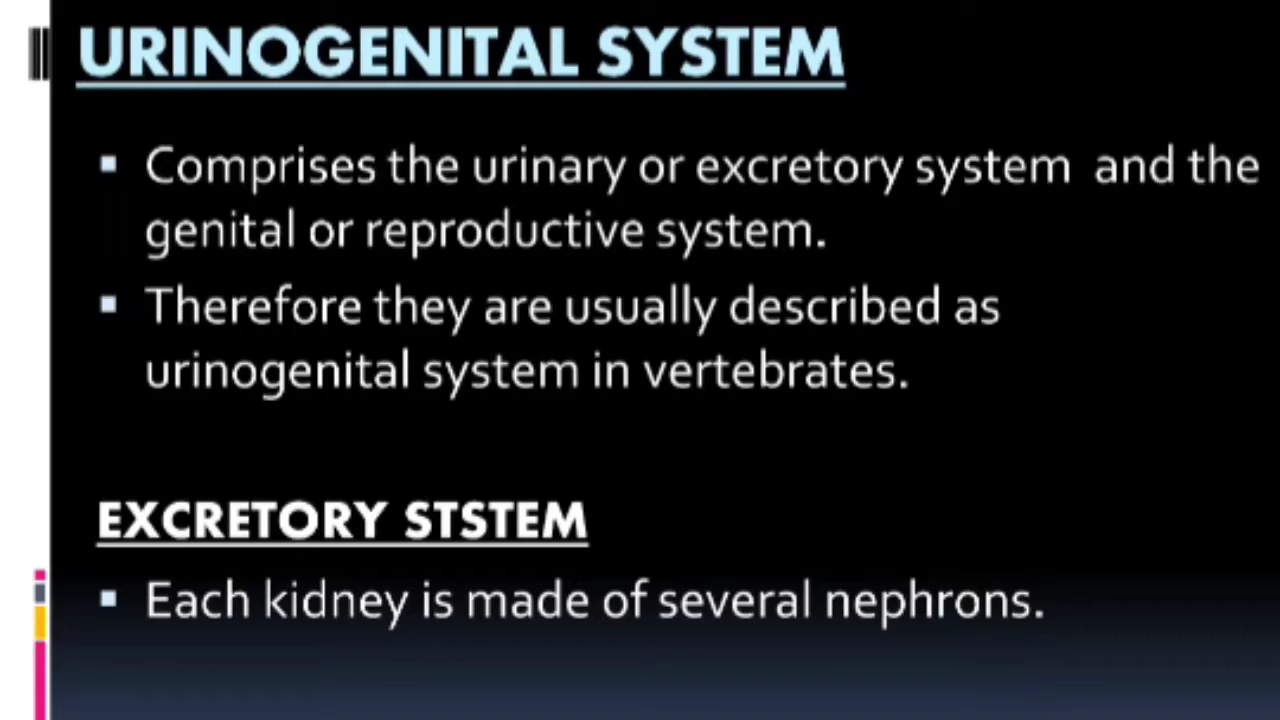 URINOGENITAL SYSTEM
Comprises the urinary or excretory system and the
genital or reproductive system.
Therefore they are usually described as
urinogenital system in vertebrates.
EXCRETORY STSTEM
Each kidney is made of several nephrons.